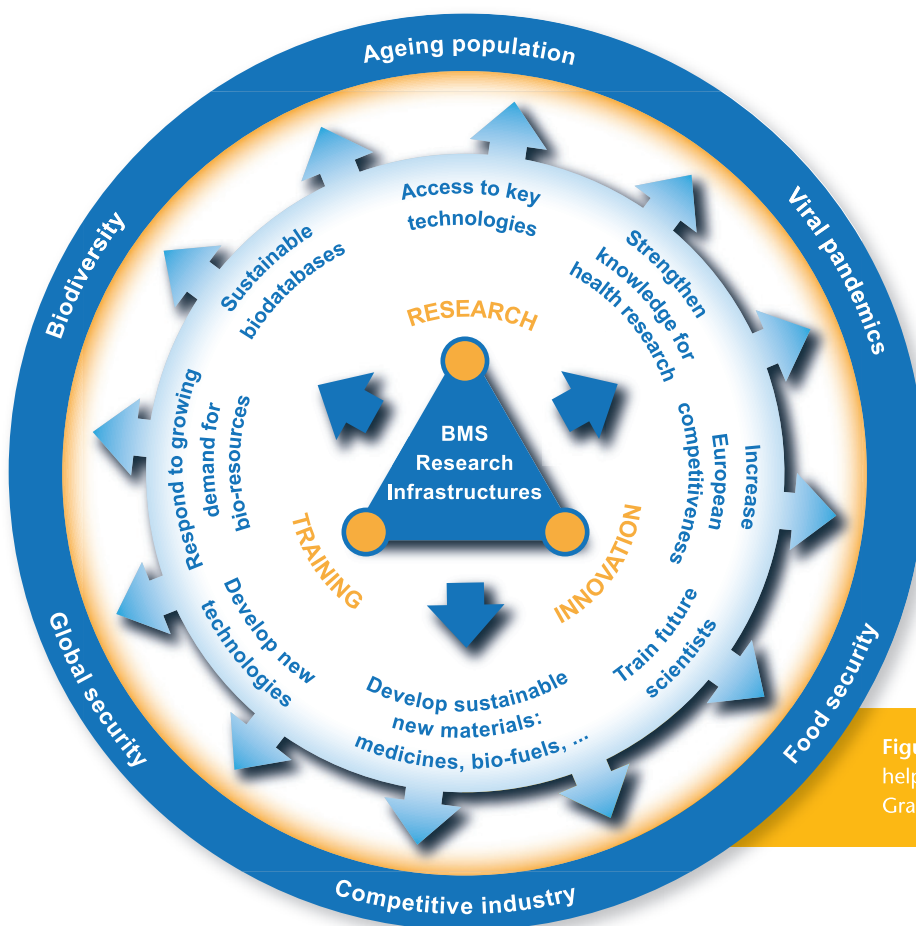 Ageing population
Viral pandemics
Food security
Competitive industry
Global security
Biodiversity
Access to key
technologies
Strengthen
knowledge for
health research
Increase
European
competitiveness
Train future
scientists
Develop sustainable
new materials:
medicines, bio-fuels, ...
Develop new
technologies
Respond to growing
demand for
bio-resources
Sustainable
biodatabases
RESEARCH
INNOVATION
TRAINING
BMS
Research
Infrastructures
help